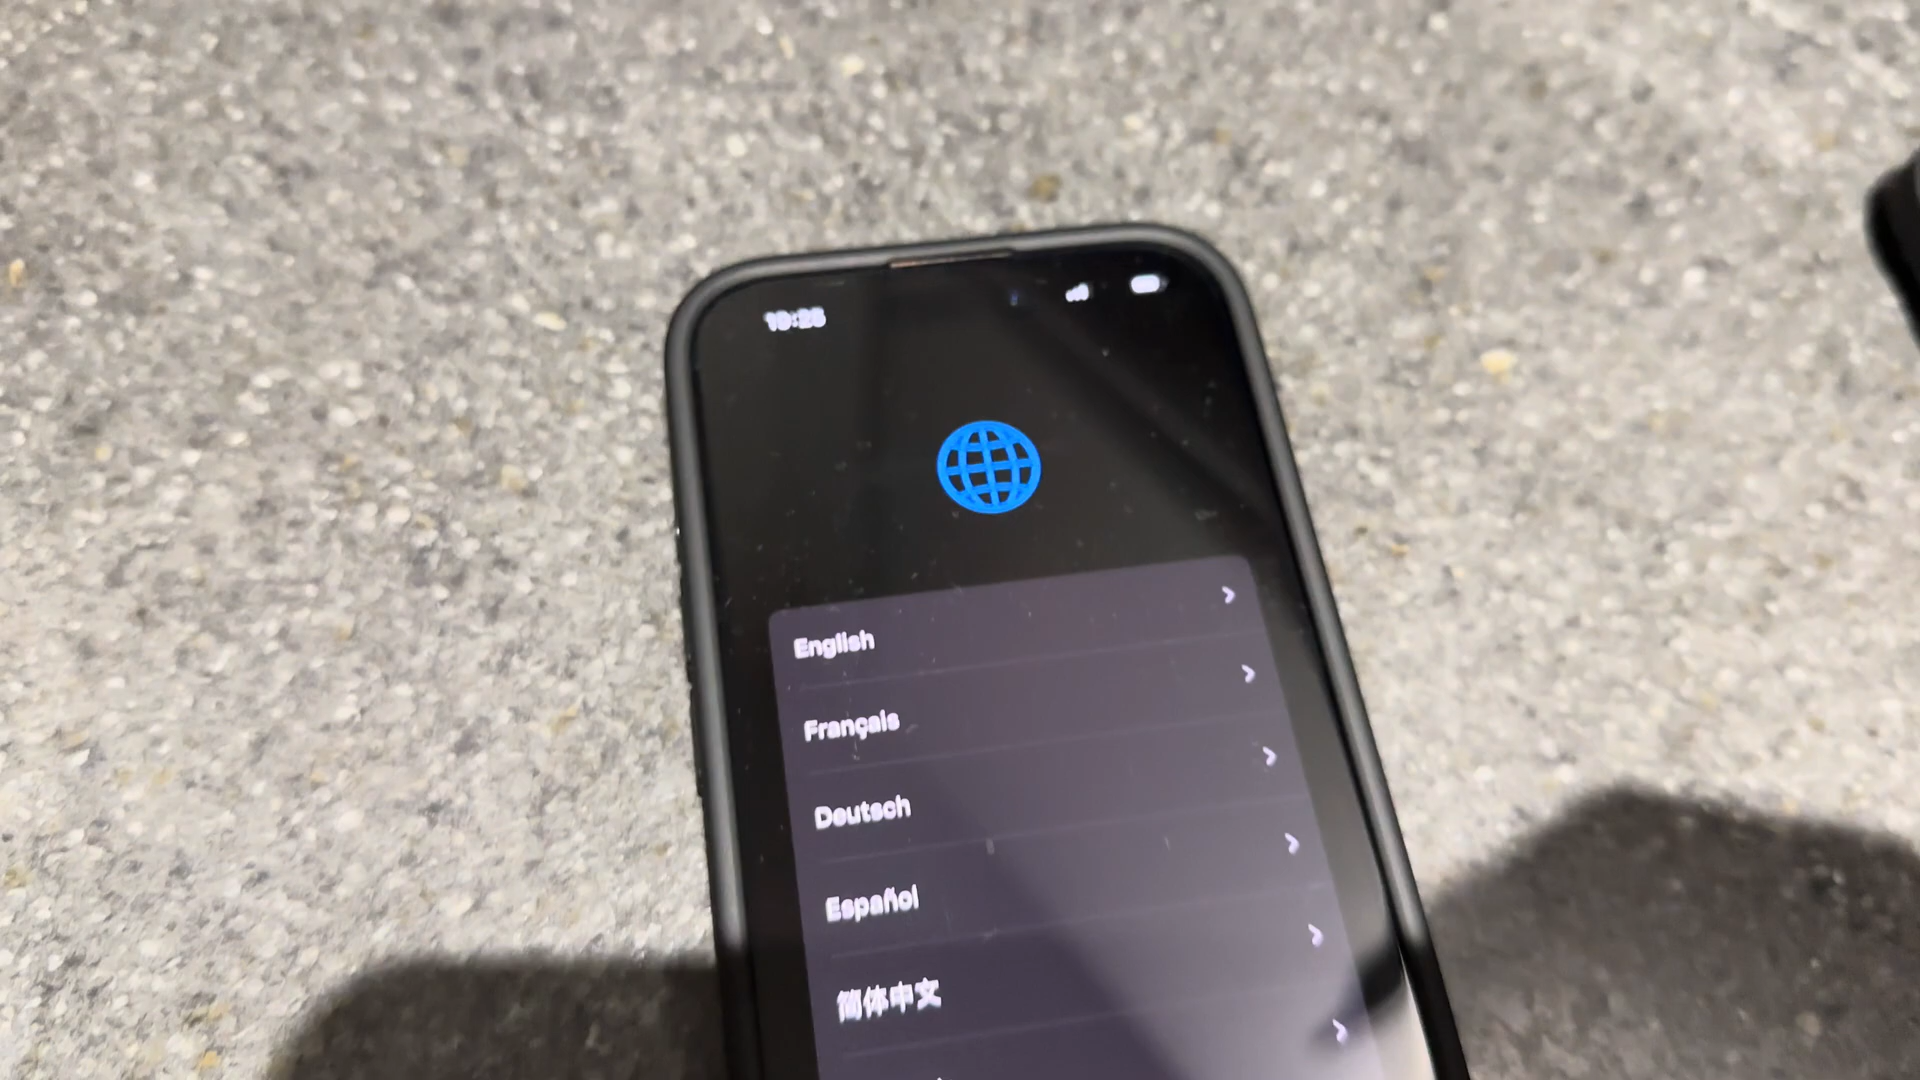 English
Français
Deutsch
Español
简体中文